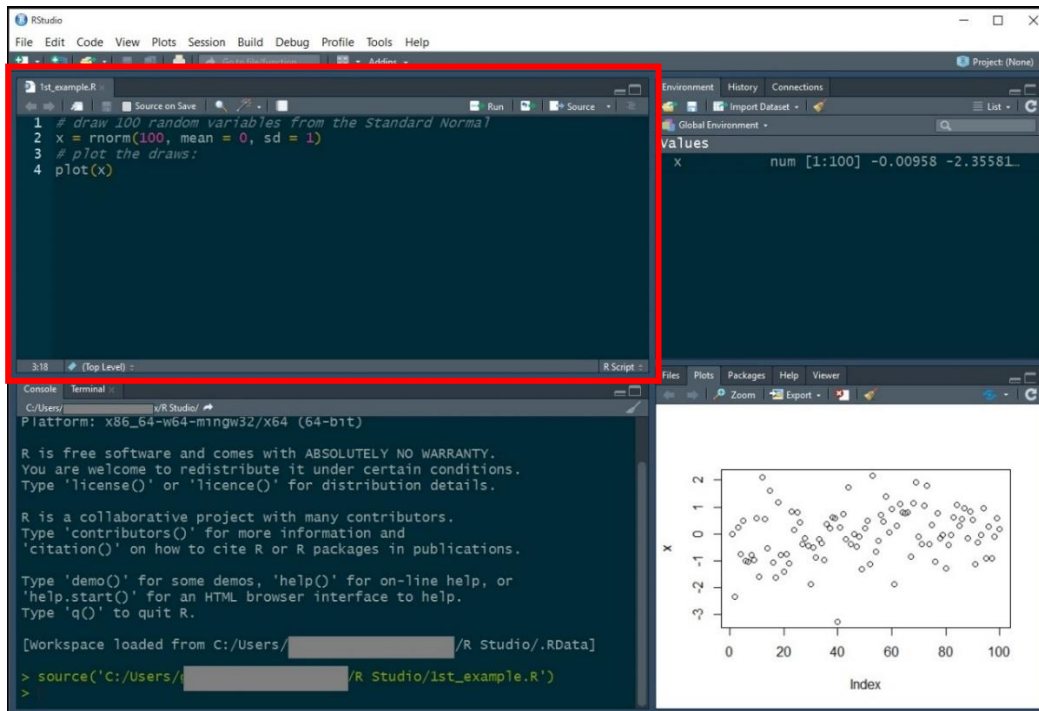 RStudio
File Edit Code View Plots Session Build Debug Profile Tools Help
Go to file/function Addins
Project: (None)
1st_example.R
Source on Save Run Source
1 # draw 100 random variables from the Standard Normal
2 x = rnorm(100, mean = 0, sd = 1)
3 # plot the draws:
4 plot(x)
3:18 (Top Level) R Script
Environment History Connections
Import Dataset List
Global Environment
Values
x num [1:100] -0.00958 -2.35581…
Console Terminal
C:/Users/ x/R Studio/
Platform: x86_64-w64-mingw32/x64 (64-bit)
R is free software and comes with ABSOLUTELY NO WARRANTY.
You are welcome to redistribute it under certain conditions.
Type 'license()' or 'licence()' for distribution details.
R is a collaborative project with many contributors.
Type 'contributors()' for more information and
'citation()' on how to cite R or R packages in publications.
Type 'demo()' for some demos, 'help()' for on-line help, or
'help.start()' for an HTML browser interface to help.
Type 'q()' to quit R.
[Workspace loaded from C:/Users/ /R Studio/.RData]
> source('C:/Users/ /R Studio/1st_example.R')
>
Files Plots Packages Help Viewer
Zoom Export
x
2
1
0
-1
-2
-3
0 20 40 60 80 100
Index